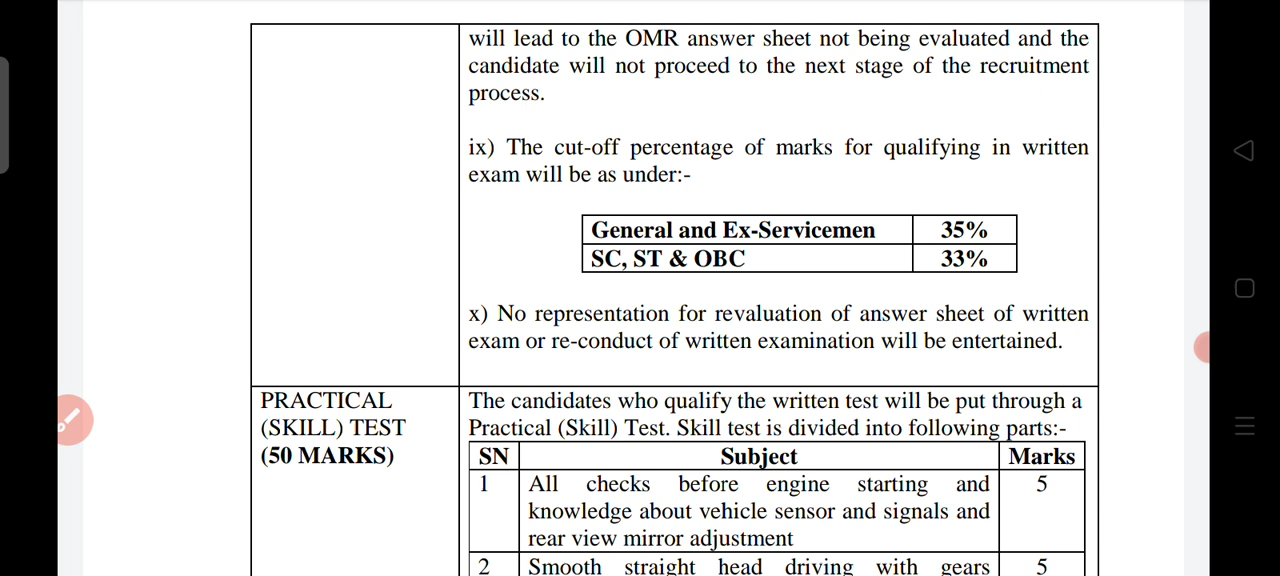 will lead to the OMR answer sheet not being evaluated and the
candidate will not proceed to the next stage of the recruitment
process.
ix) The cut-off percentage of marks for qualifying in written
exam will be as under:-
General and Ex-Servicemen 35%
SC, ST & OBC 33%
x) No representation for revaluation of answer sheet of written
exam or re-conduct of written examination will be entertained.
PRACTICAL
(SKILL) TEST
(50 MARKS)
The candidates who qualify the written test will be put through a
Practical (Skill) Test. Skill test is divided into following parts:-
SN Subject Marks
1 All checks before engine starting and 5
knowledge about vehicle sensor and signals and
rear view mirror adjustment
2 Smooth straight head driving with gears 5